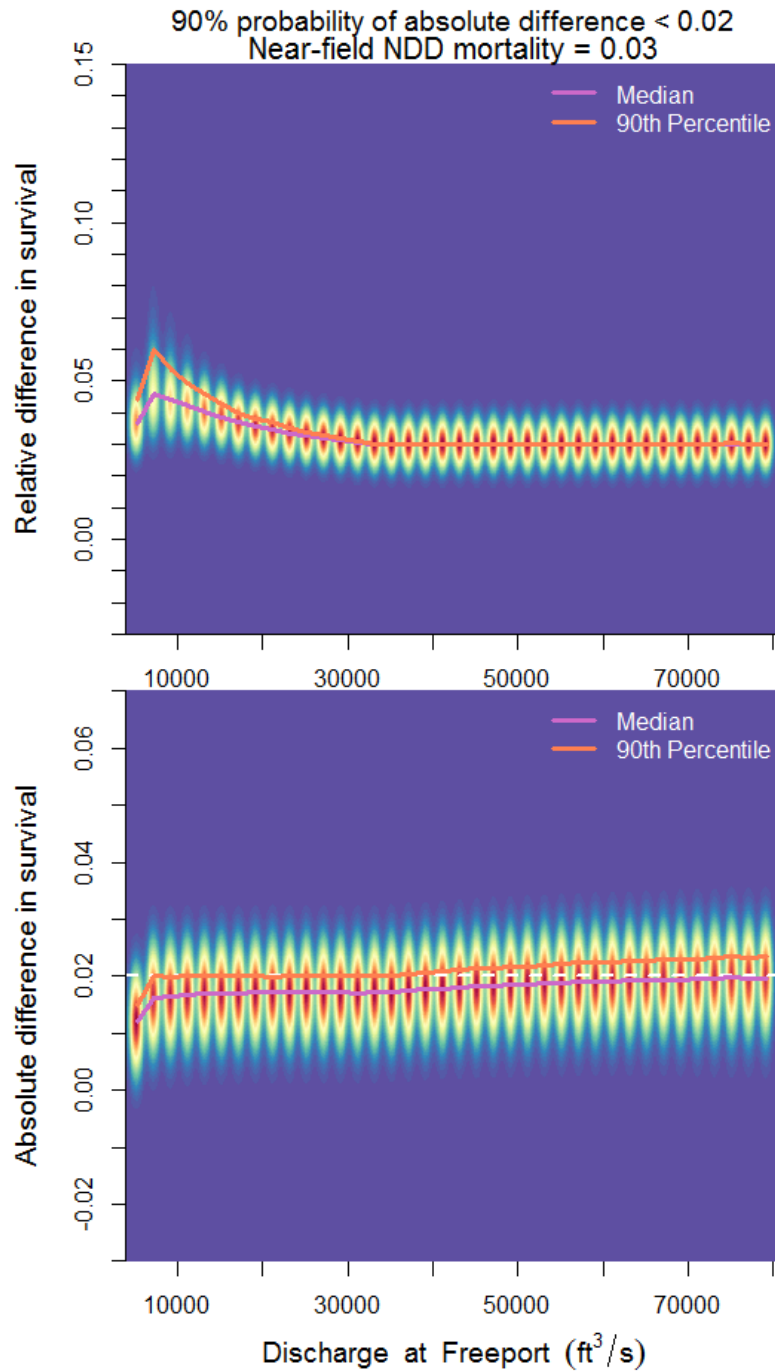 90% probability of absolute difference < 0.02
Near-field NDD mortality = 0.03
Relative difference in survival
0.15
0.10
0.05
0.00
Median
90th Percentile
10000 30000 50000 70000
Absolute difference in survival
0.06
0.04
0.02
0.00
-0.02
Median
90th Percentile
10000 30000 50000 70000
Discharge at Freeport (ft³/s)